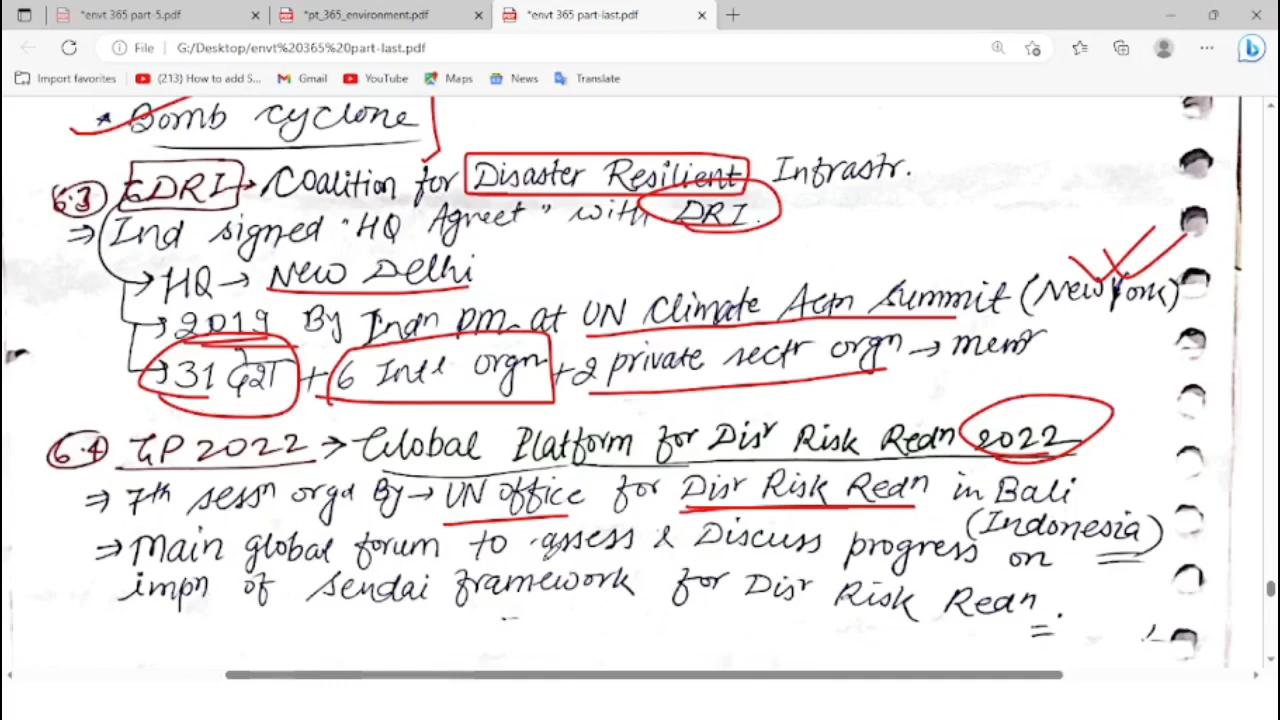 *envt 365 part-5.pdf
*pt_365_environment.pdf
*envt 365 part-last.pdf
File
G:/Desktop/envt%20365%20part-last.pdf
Import favorites
(213) How to add S...
Gmail
YouTube
Maps
News
Translate
* Bomb cyclone
6.3 CDRI → Coalition for Disaster Resilient Infrastr.
⇒ Ind signed "HQ Agreet" with DRI.
→ HQ → New Delhi
→ 2019 By Indn PM at UN Climate Actn Summit (New York)
→ 31 देश + 6 Intl orgn + 2 private sectr orgn → memr
6.4 GP 2022 → Global Platform for Disr Risk Redn 2022
⇒ 7th sessn orgd By → UN office for Disr Risk Redn in Bali
(Indonesia)
⇒ Main global forum to assess & Discuss progress on
impn of sendai framework for Disr Risk Redn.